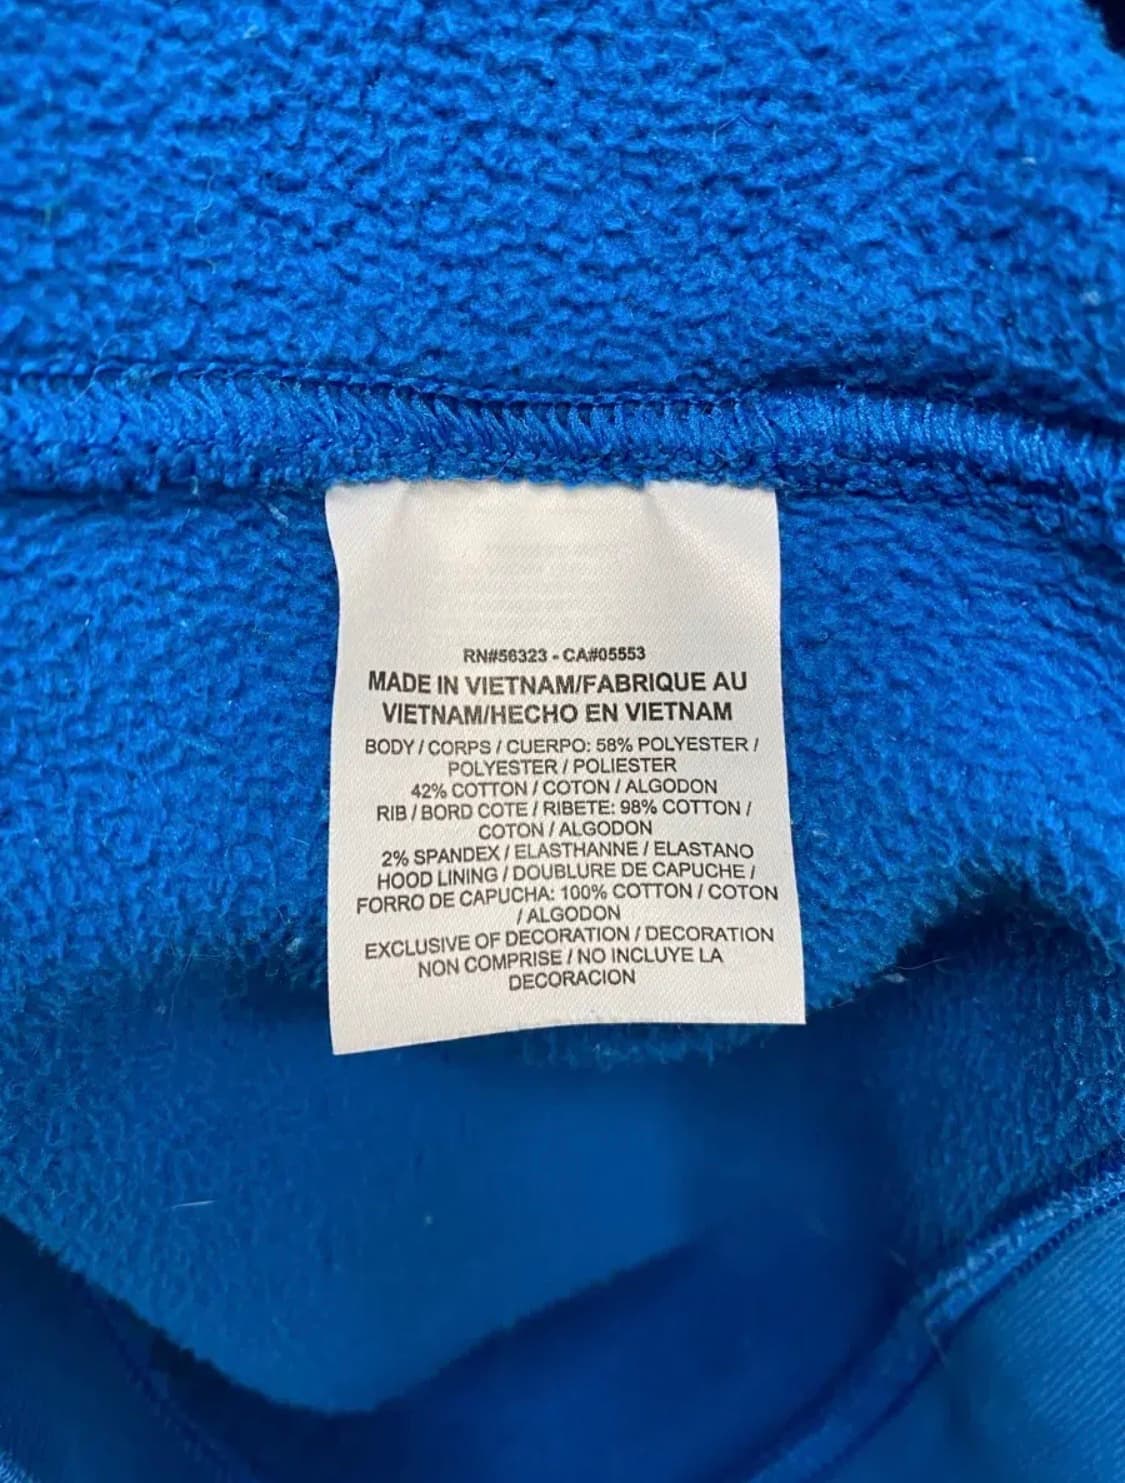 RN#56323 - CA#05553
MADE IN VIETNAM/FABRIQUE AU
VIETNAM/HECHO EN VIETNAM
BODY / CORPS / CUERPO: 58% POLYESTER /
POLYESTER / POLIESTER
42% COTTON / COTON / ALGODON
RIB / BORD COTE / RIBETE: 98% COTTON /
COTON / ALGODON
2% SPANDEX / ELASTHANNE / ELASTANO
HOOD LINING / DOUBLURE DE CAPUCHE /
FORRO DE CAPUCHA: 100% COTTON / COTON
/ ALGODON
EXCLUSIVE OF DECORATION / DECORATION
NON COMPRISE / NO INCLUYE LA
DECORACION